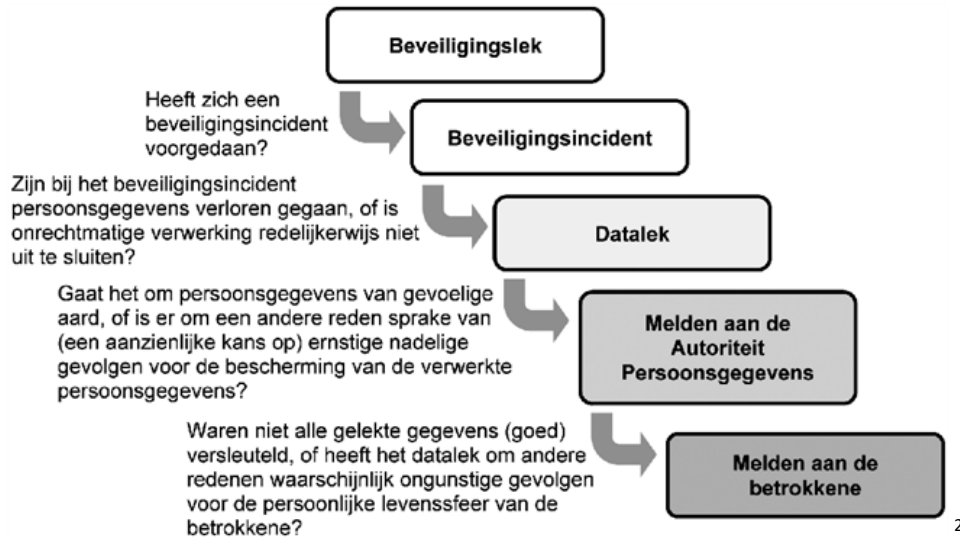 Beveiligingslek
Heeft zich een
beveiligingsincident
voorgedaan?
Beveiligingsincident
Zijn bij het beveiligingsincident
persoonsgegevens verloren gegaan, of is
onrechtmatige verwerking redelijkerwijs niet
uit te sluiten?
Datalek
Gaat het om persoonsgegevens van gevoelige
aard, of is er om een andere reden sprake van
(een aanzienlijke kans op) ernstige nadelige
gevolgen voor de bescherming van de verwerkte
persoonsgegevens?
Melden aan de
Autoriteit
Persoonsgegevens
Waren niet alle gelekte gegevens (goed)
versleuteld, of heeft het datalek om andere
redenen waarschijnlijk ongunstige gevolgen
voor de persoonlijke levenssfeer van de
betrokkene?
Melden aan de
betrokkene
2